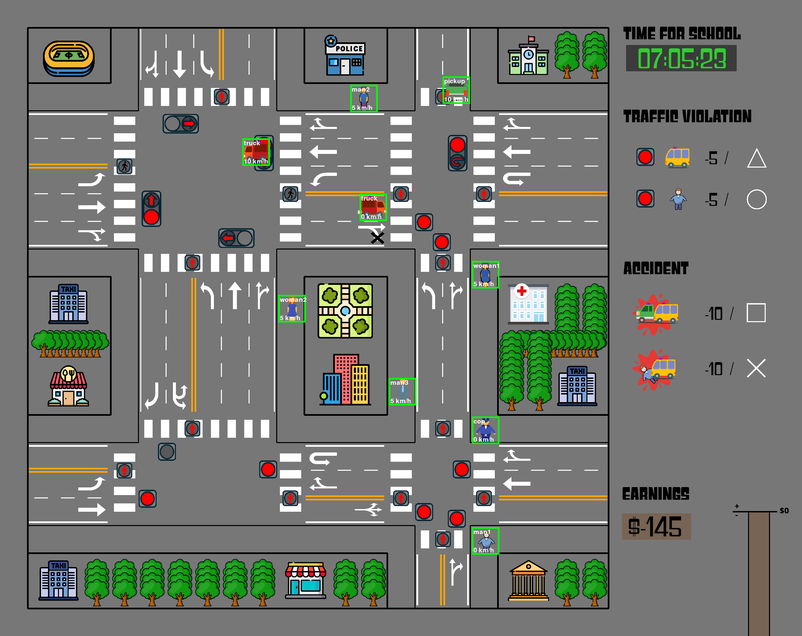 TIME FOR SCHOOL
07:05:23
POLICE
pickup
10 km/h
man2
5 km/h
TRAFFIC VIOLATION
truck
10 km/h
-5 /
truck
0 km/h
-5 /
ACCIDENT
woman1
5 km/h
TAXI
woman2
5 km/h
-10 /
-10 /
TAXI
5 km/h
0 km/h
EARNINGS
$-145
+
-
$0
man1
0 km/h
TAXI